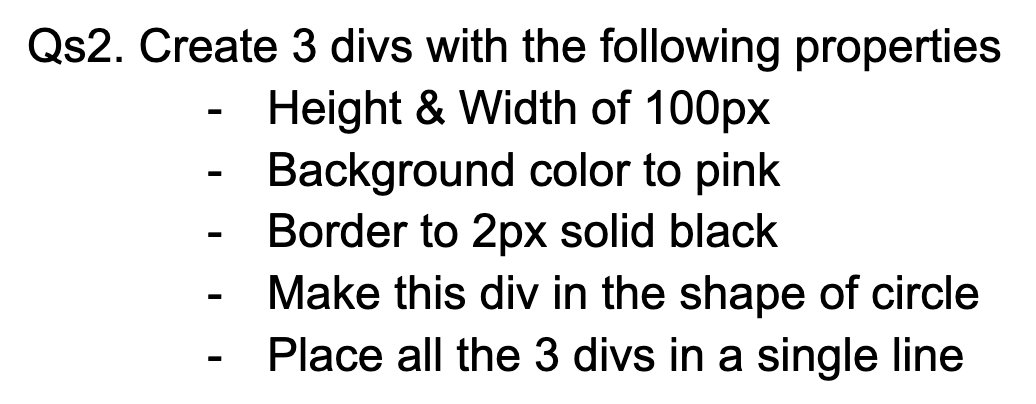 Qs2. Create 3 divs with the following properties
- Height & Width of 100px
- Background color to pink
- Border to 2px solid black
- Make this div in the shape of circle
- Place all the 3 divs in a single line